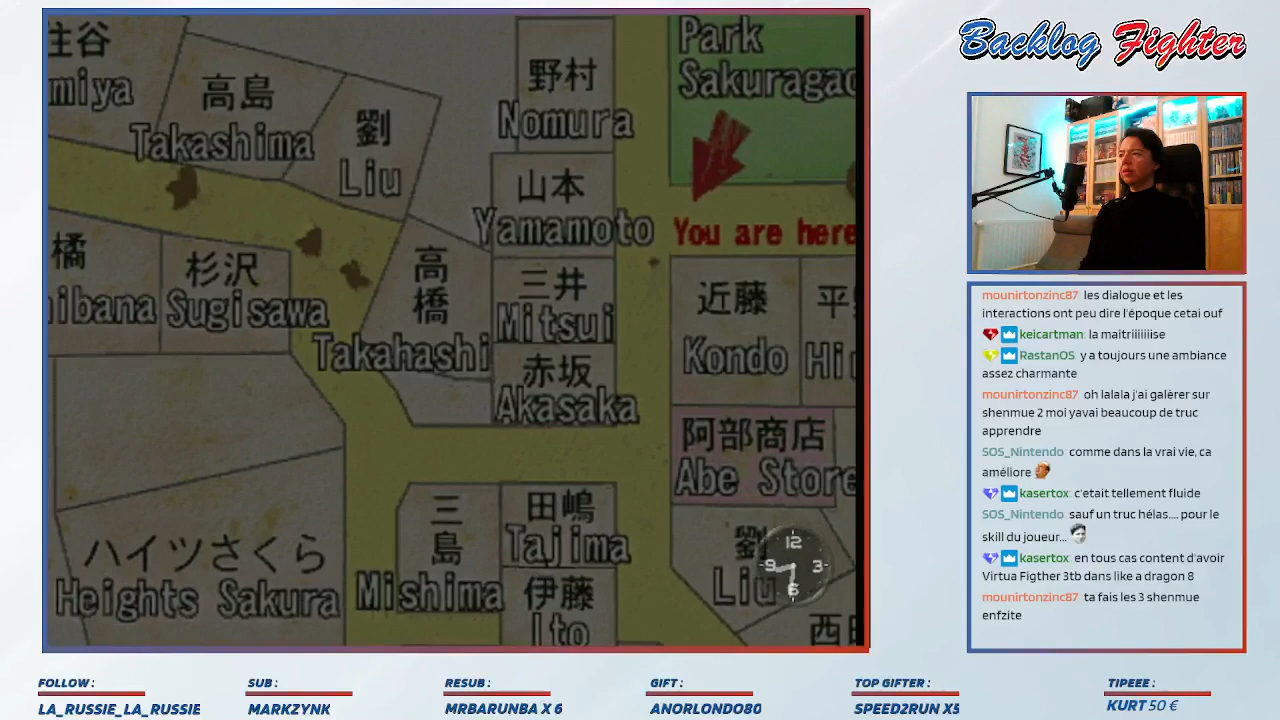 Backlog Fighter
住谷
miya
高島
Takashima
劉
Liu
野村
Nomura
Park
山本
Yamamoto
You are here
橘
杉沢
Sugisawa
高橋
Takahashi
三井
Mitsui
赤坂
Akasaka
近藤
Kondo
平
Hi
阿部商店
Abe Store
ハイツさくら
Heights Sakura
三島
Mishima
田嶋
Tajima
伊藤
Ito
劉
Liu
西
12
9
3
6
mounirtonzinc87 les dialogue et les
interactions ont peu dire l'époque cetai ouf
keicartman: la maitriiiiiiise
RastanOS: y a toujours une ambiance
assez charmante
mounirtonzinc87 oh lalala j'ai galèrer sur
shenmue 2 moi yavai beaucoup de truc
apprendre
SOS_Nintendo comme dans la vrai vie, ca
améliore
kasertox: c'etait tellement fluide
SOS_Nintendo sauf un truc hélas.... pour le
skill du joueur...
kasertox: en tous cas content d'avoir
Virtua Figther 3tb dans like a dragon 8
mounirtonzinc87 ta fais les 3 shenmue
enfzite
FOLLOW :
LA_RUSSIE_LA_RUSSIE
SUB :
MARKZYNK
RESUB :
MRBARUNBA X 6
GIFT :
ANORLONDO80
TOP GIFTER :
SPEED2RUN X5
TIPEEE :
KURT 50 €